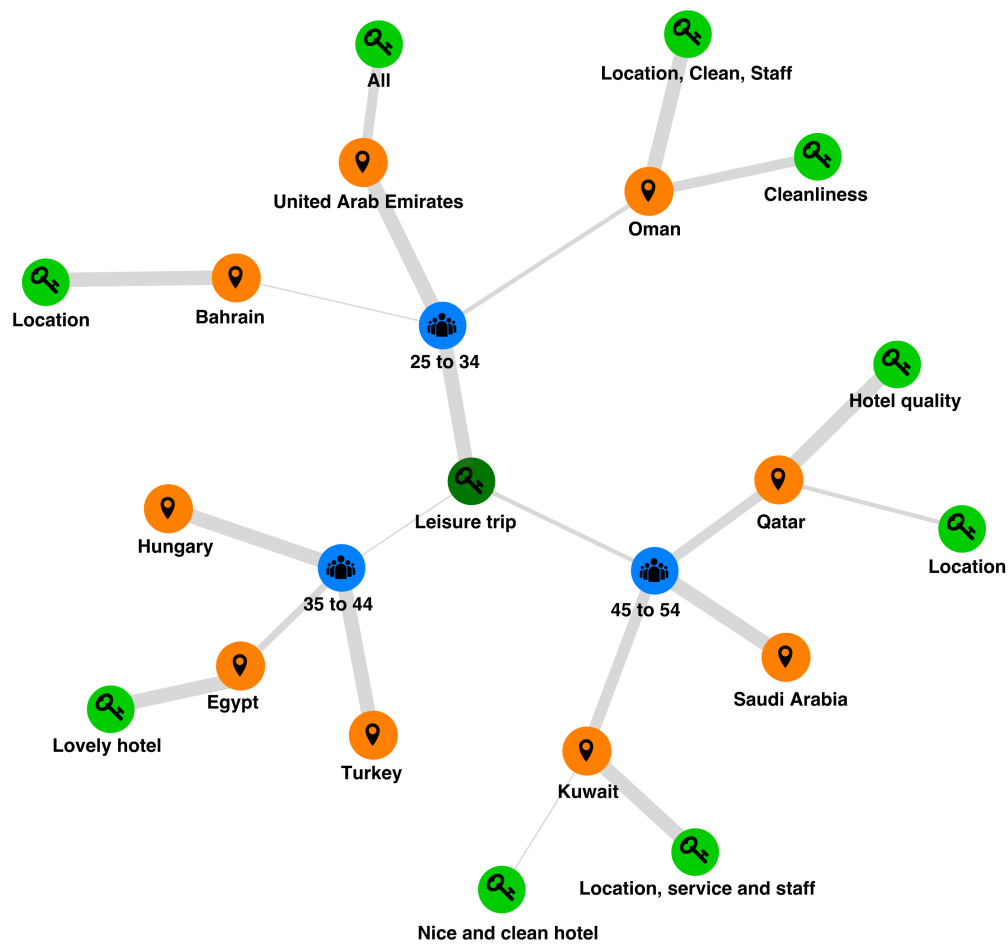 All
Location, Clean, Staff
Cleanliness
United Arab Emirates
Oman
Location
Bahrain
25 to 34
Hotel quality
Leisure trip
Qatar
Hungary
Location
35 to 44
45 to 54
Egypt
Saudi Arabia
Lovely hotel
Turkey
Kuwait
Location, service and staff
Nice and clean hotel